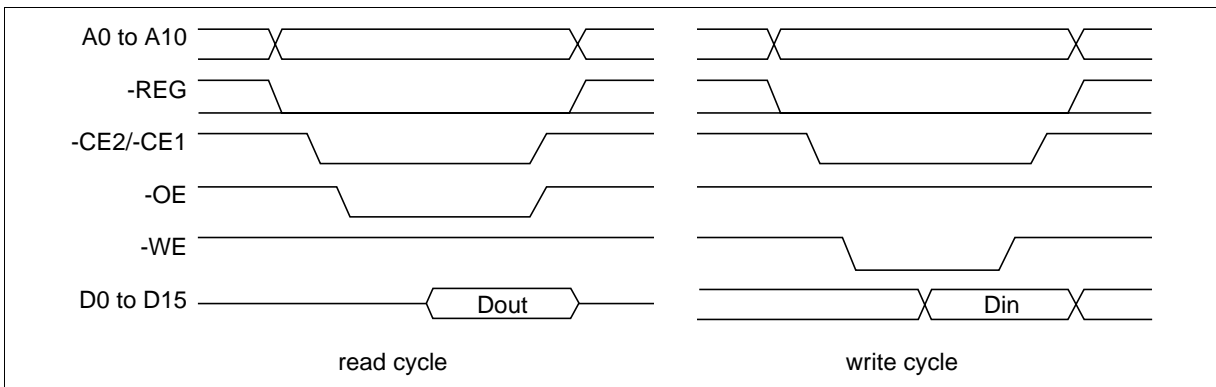 A0 to A10
-REG
-CE2/-CE1
-OE
-WE
D0 to D15
Dout
Din
read cycle
write cycle